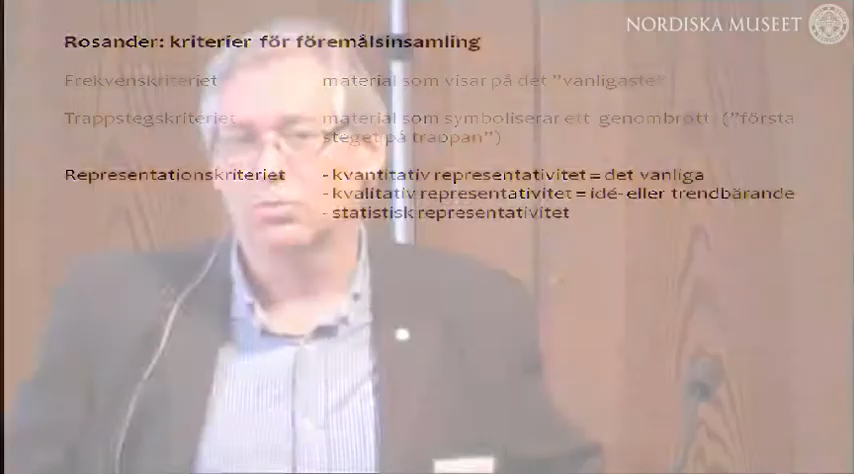 NORDISKA MUSEET
Rosander: kriterier för föremålsinsamling
Frekvenskriteriet material som visar på det "vanligaste"
Trappstegskriteriet material som symboliserar ett genombrott ("första
steget på trappan")
Representationskriteriet - kvantitativ representativitet = det vanliga
- kvalitativ representativitet = idé- eller trendbärande
- statistisk representativitet